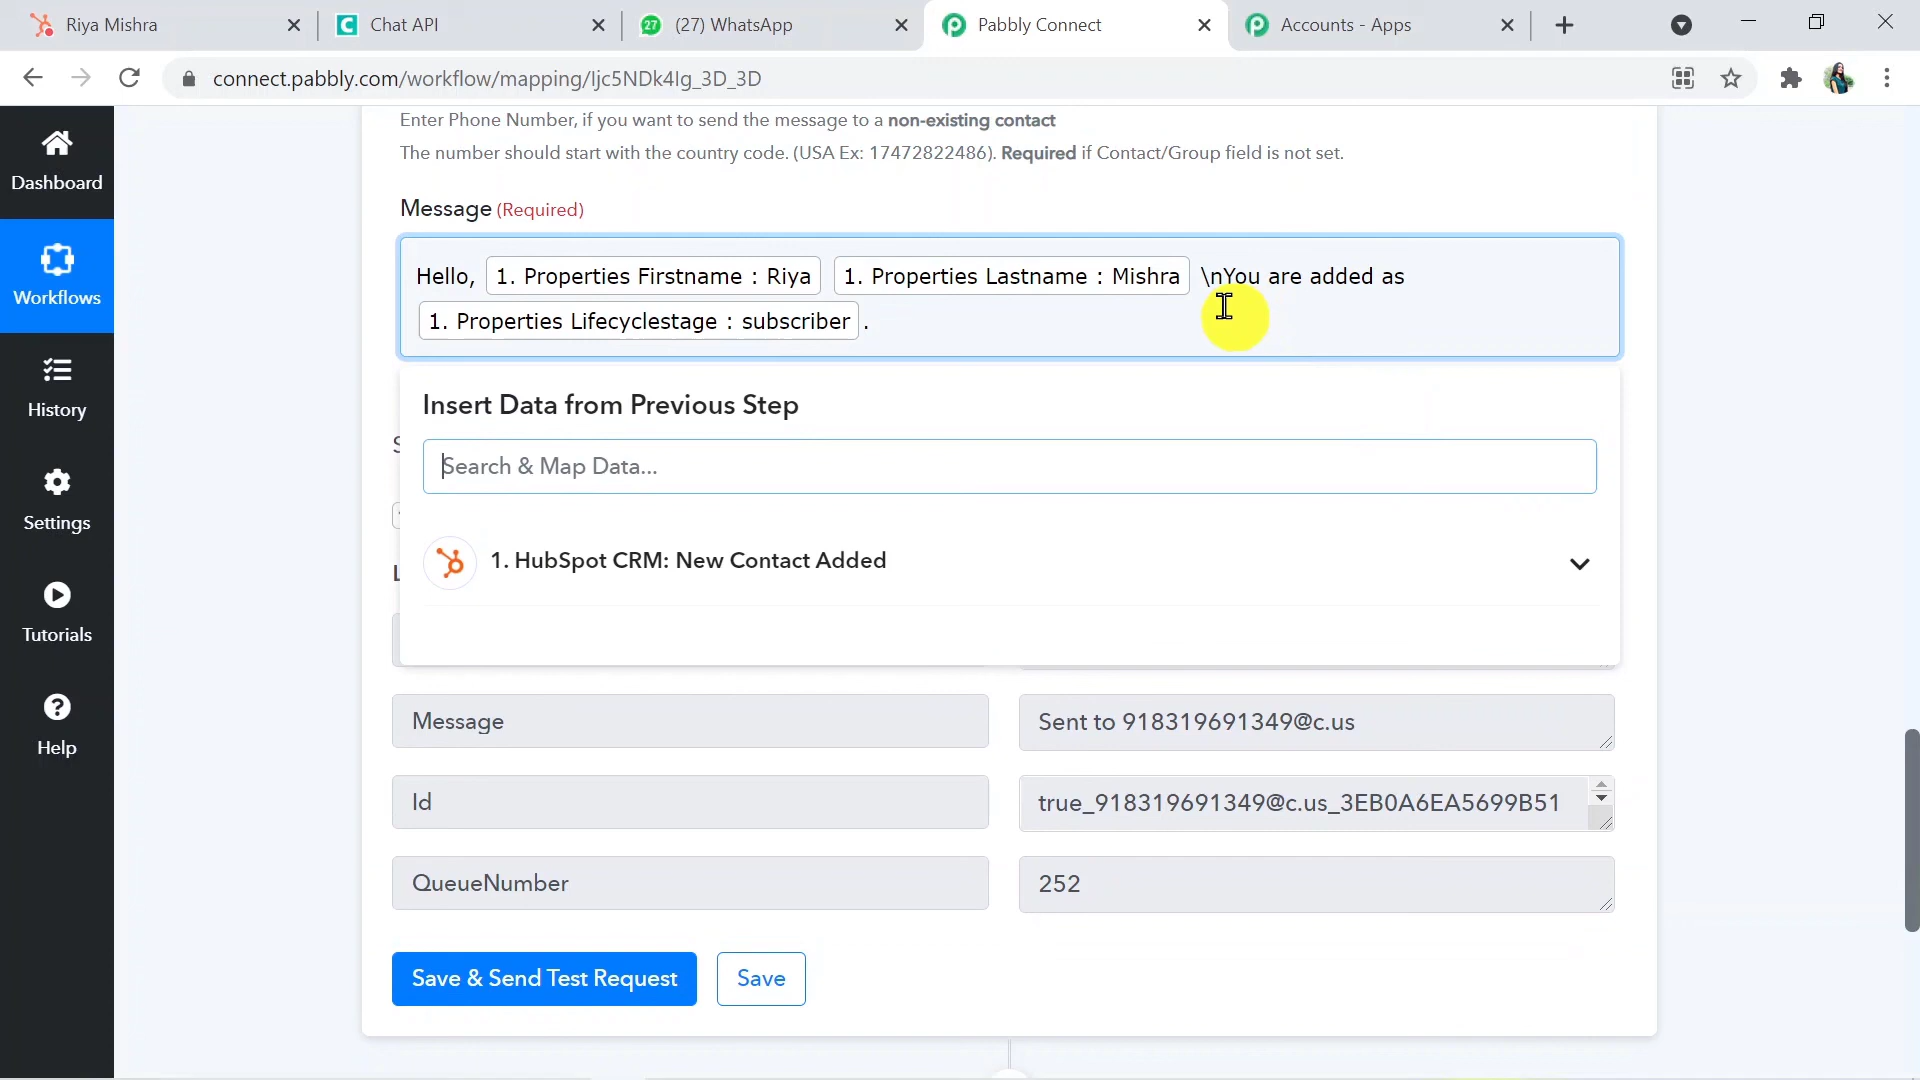 Riya Mishra
Chat API
27 (27) WhatsApp
Pabbly Connect
Accounts - Apps
connect.pabbly.com/workflow/mapping/ljc5NDk4Ig_3D_3D
Dashboard
Workflows
History
Settings
Tutorials
Help
Enter Phone Number, if you want to send the message to a non-existing contact
The number should start with the country code. (USA Ex: 17472822486). Required if Contact/Group field is not set.
Message (Required)
Hello, 1. Properties Firstname : Riya 1. Properties Lastname : Mishra \nYou are added as
1. Properties Lifecyclestage : subscriber .
Insert Data from Previous Step
Search & Map Data...
1. HubSpot CRM: New Contact Added
Message
Sent to 918319691349@c.us
Id
true_918319691349@c.us_3EB0A6EA5699B51
QueueNumber
252
Save & Send Test Request
Save